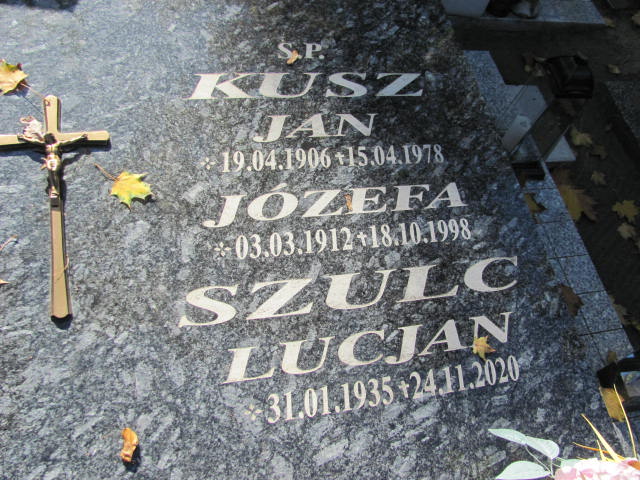 Ś.P.
KUSZ
JAN
* 19.04.1906 + 15.04.1978
JÓZEFA
* 03.03.1912 + 18.10.1998
SZULC
LUCJAN
* 31.01.1935 + 24.11.2020